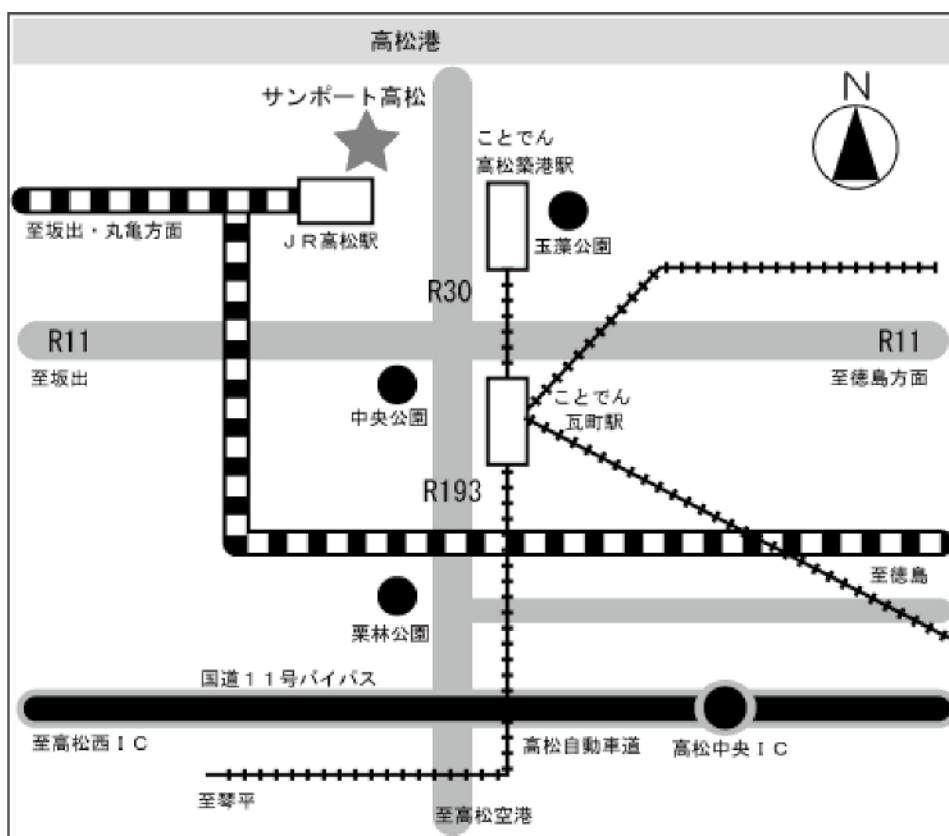 高松港
サンポート高松
N
ことでん
高松築港駅
至坂出・丸亀方面
JR高松駅
玉藻公園
R30
R11
R11
至坂出
至徳島方面
中央公園
ことでん
瓦町駅
R193
至徳島
栗林公園
国道11号バイパス
至高松西IC
高松自動車道
高松中央IC
至琴平
至高松空港